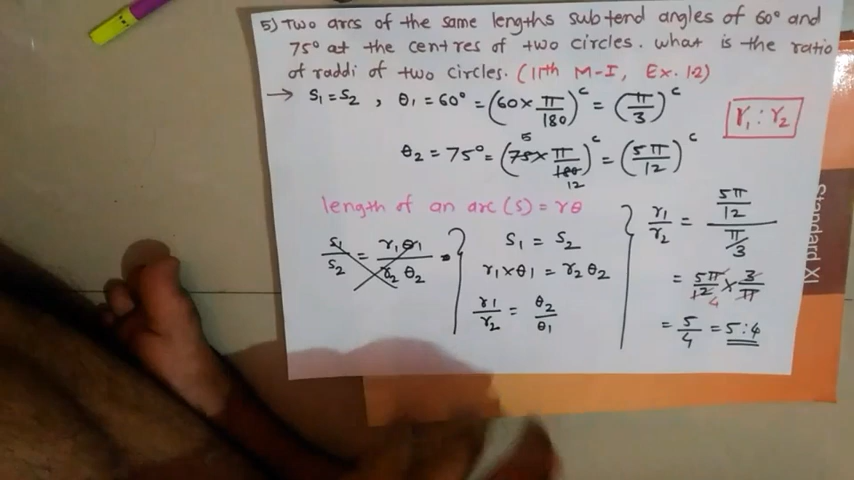 5) Two arcs of the same lengths subtend angles of 60° and
75° at the centres of two circles. what is the ratio
of raddi of two circles. (11th M-I, Ex. 12)
→ S₁ = S₂ , θ₁ = 60° = (60 × π/180)ᶜ = (π/3)ᶜ
r₁ : r₂
θ₂ = 75° = (75 × π/180)ᶜ = (5π/12)ᶜ
5
12
length of an arc (s) = rθ
S₁/S₂ = r₁θ₁/r₂θ₂ =
S₁ = S₂
r₁ × θ₁ = r₂ θ₂
r₁/r₂ = θ₂/θ₁
r₁/r₂ = (5π/12)/(π/3)
= 5π/12 × 3/π
4
= 5/4 = 5:4
Standard XI